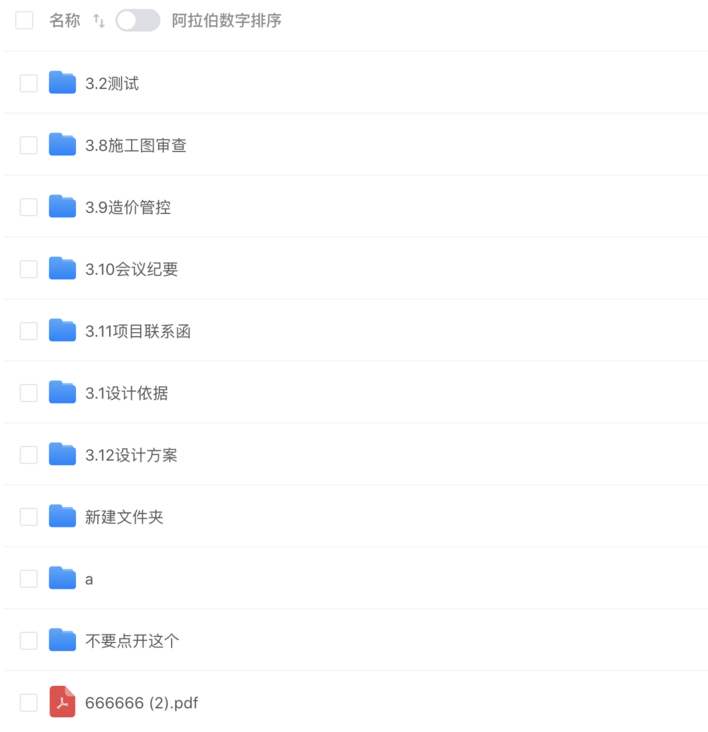 名称 阿拉伯数字排序
3.2测试
3.8施工图审查
3.9造价管控
3.10会议纪要
3.11项目联系函
3.1设计依据
3.12设计方案
新建文件夹
a
不要点开这个
666666 (2).pdf